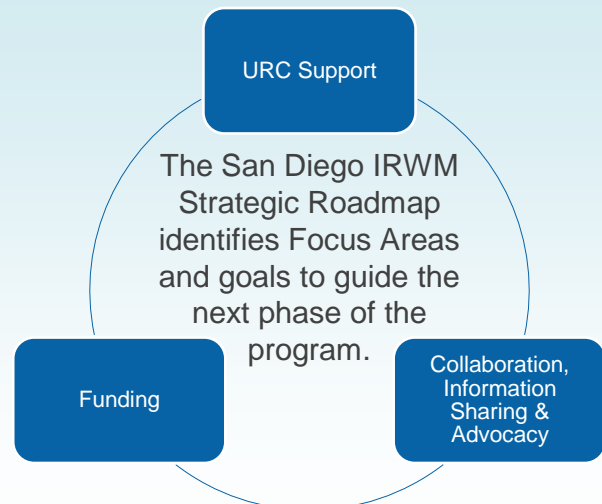 URC Support
The San Diego IRWM
Strategic Roadmap
identifies Focus Areas
and goals to guide the
next phase of the
program.
Funding
Collaboration,
Information
Sharing &
Advocacy